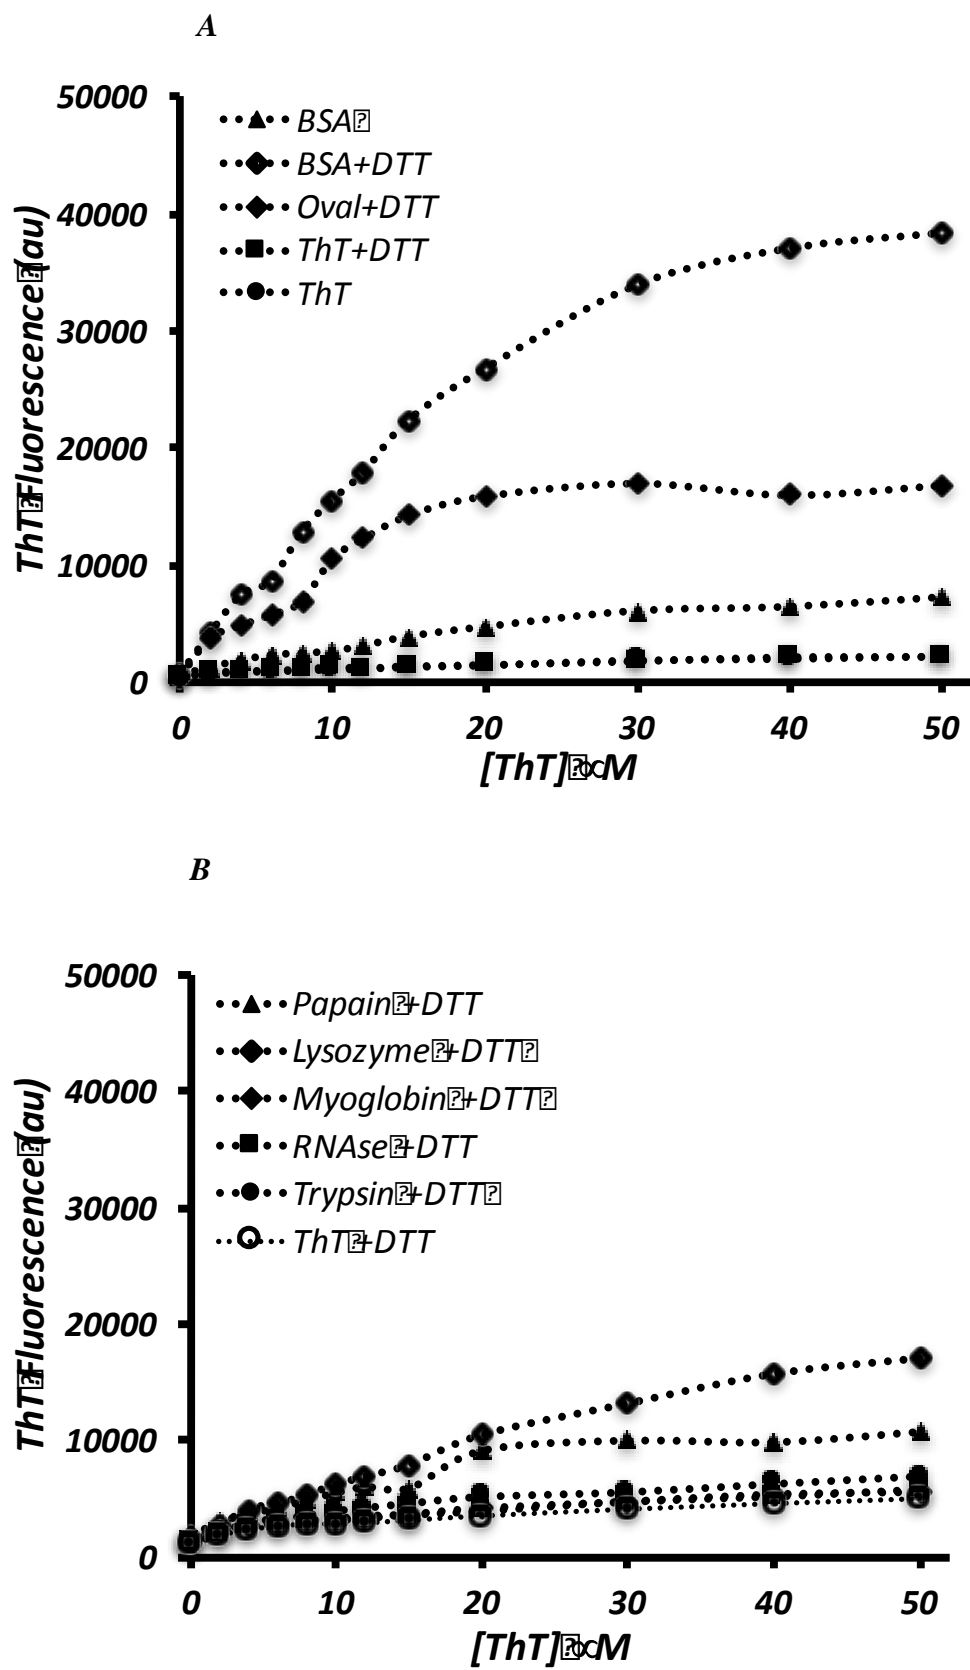 A
50000
40000
30000
20000
10000
0
ThT�Fluorescence�(au)
BSA�
BSA+DTT
Oval+DTT
ThT+DTT
ThT
0 10 20 30 40 50
[ThT]�∝M
B
50000
40000
30000
20000
10000
0
ThT�Fluorescence�(au)
Papain�+DTT
Lysozyme�+DTT�
Myoglobin�+DTT�
RNAse�+DTT
Trypsin�+DTT�
ThT�+DTT
0 10 20 30 40 50
[ThT]�∝M